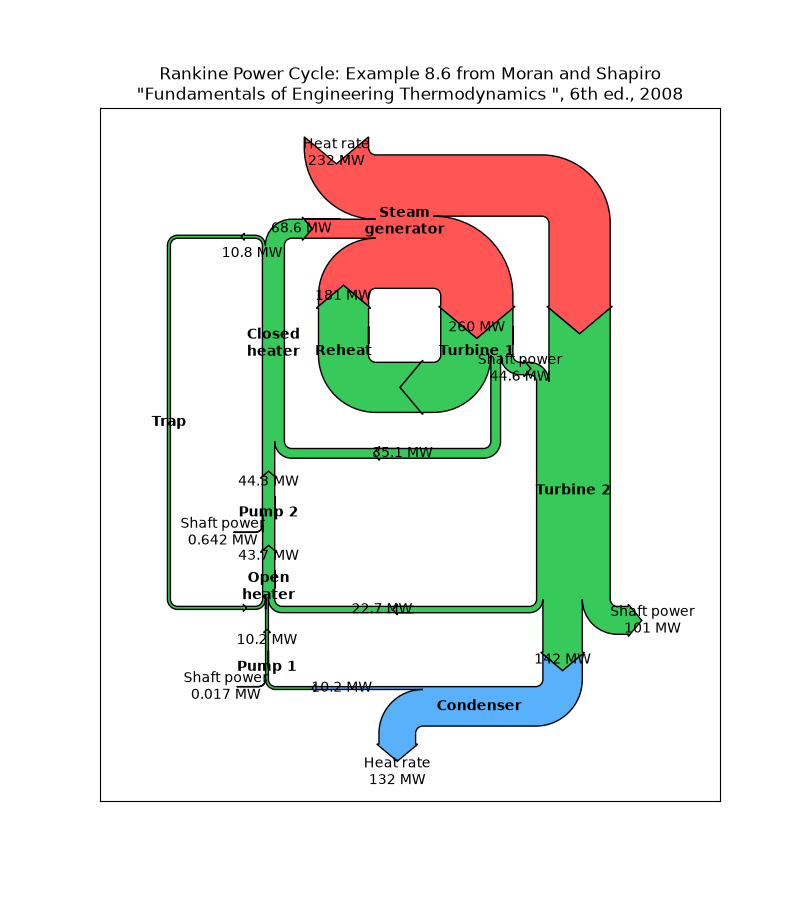 Rankine Power Cycle: Example 8.6 from Moran and Shapiro
"Fundamentals of Engineering Thermodynamics ", 6th ed., 2008
Heat rate
232 MW
Steam
generator
68.6 MW
10.8 MW
181 MW
260 MW
Closed
heater
Reheat
Turbine 1
Shaft power
44.6 MW
Trap
35.1 MW
44.3 MW
Turbine 2
Pump 2
Shaft power
0.642 MW
43.7 MW
Open
heater
22.7 MW
Shaft power
101 MW
10.2 MW
142 MW
Pump 1
Shaft power
0.017 MW
10.2 MW
Condenser
Heat rate
132 MW